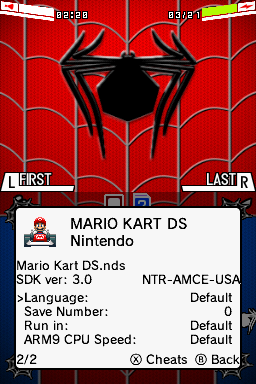 02:20 03/21
L FIRST LAST R
MARIO KART DS
Nintendo
Mario Kart DS.nds
SDK ver: 3.0 NTR-AMCE-USA
>Language: Default
Save Number: 0
Run in: Default
ARM9 CPU Speed: Default
2/2 Ⓧ Cheats Ⓑ Back